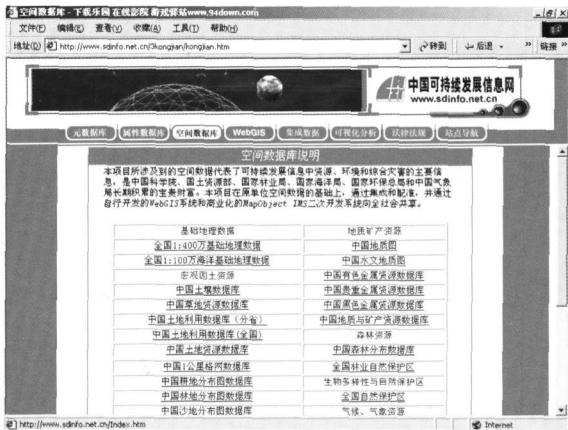 空间数据库 - 下载乐园 在线影院 游戏驿站www.94down.com
文件(F) 编辑(E) 查看(V) 收藏(A) 工具(T) 帮助(H)
地址(D) http://www.sdinfo.net.cn/3kongjian/kongjian.htm 转到 后退 » 链接 »
中国可持续发展信息网
www.sdinfo.net.cn
元数据库 属性数据库 空间数据库 WebGIS 集成数据 可视化分析 法律法规 站点导航
空间数据库说明
本项目所涉及到的空间数据代表了可持续发展信息中资源、环境和综合灾害的主要信
息，是中国科学院、国土资源部、国家林业局、国家海洋局、国家环保总局和中国气象
局长期积累的宝贵财富。本项目在原单位空间数据的基础上，通过集成和配准，并通过
自行开发的WebGIS系统和商业化的MapObject IMS二次开发系统向全社会共享。
基础地理数据 地质矿产资源
全国1:400万基础地理数据 中国地质图
全国1:100万海洋基础地理数据 中国水文地质图
宏观国土资源 中国有色金属资源数据库
中国土壤数据库 中国贵重金属资源数据库
中国草地资源数据库 中国黑色金属资源数据库
中国土地利用数据库（分省） 中国地质与矿产资源数据库
中国土地利用数据库(全国) 森林资源
中国土地资源数据库 中国森林分布数据库
中国1公里格网数据库 全国林业自然保护区
中国耕地分布图数据库 生物多样性与自然保护区
中国林地分布图数据库 全国自然保护区
中国沙地分布图数据库 气候、气象资源
http://www.sdinfo.net.cn/Index.htm Internet